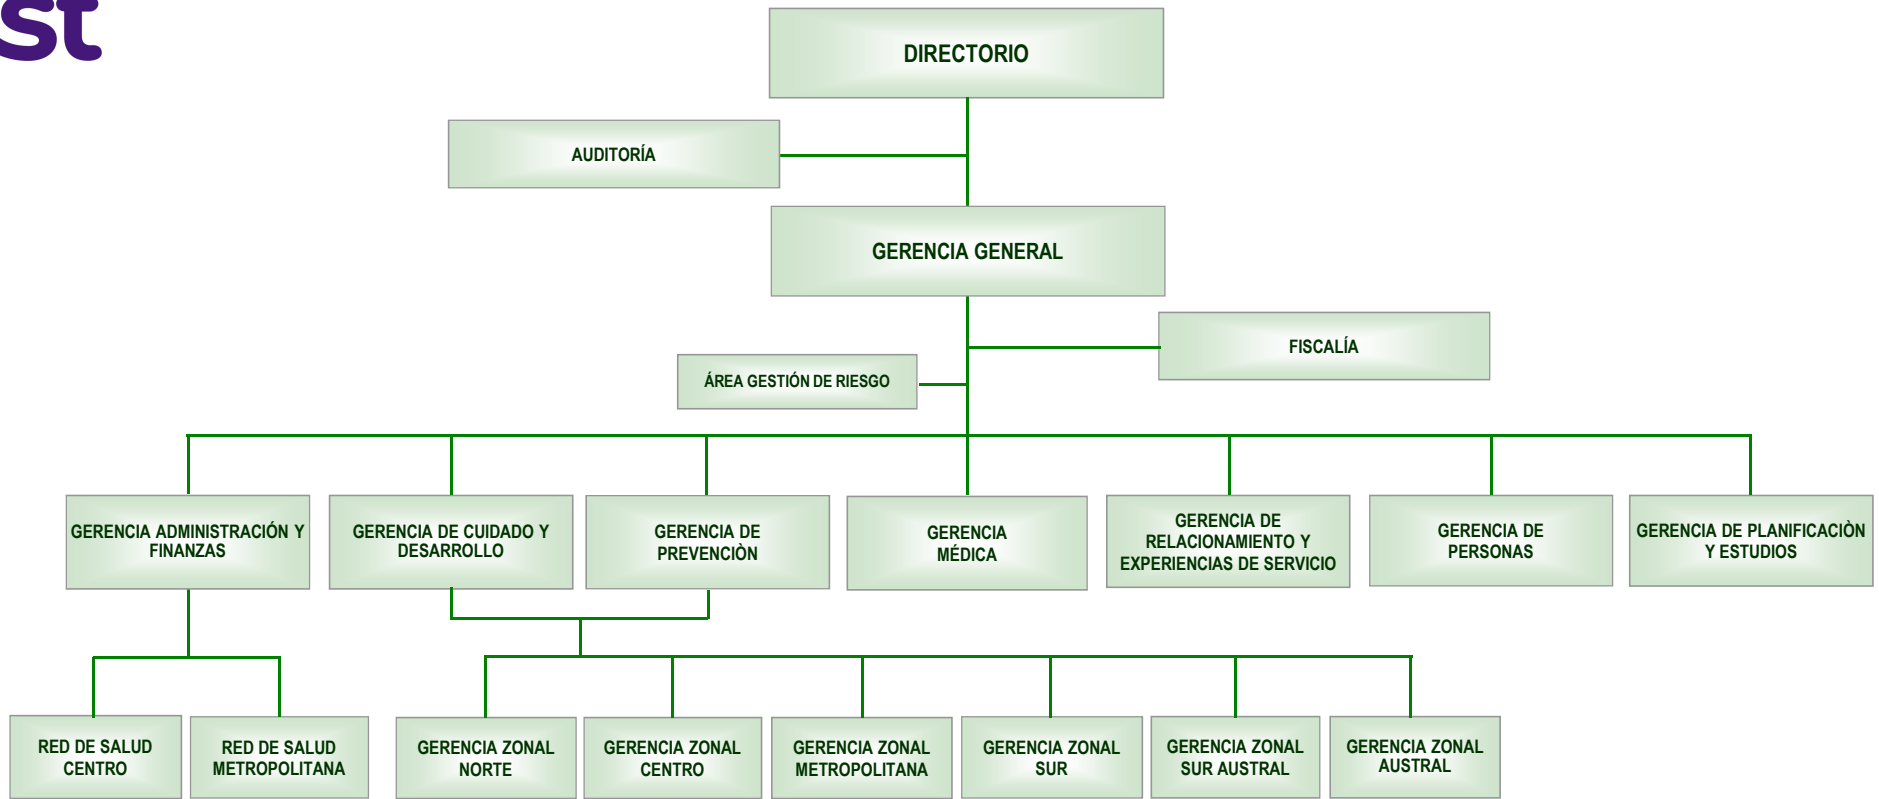 st
DIRECTORIO
AUDITORÍA
GERENCIA GENERAL
FISCALÍA
ÁREA GESTIÓN DE RIESGO
GERENCIA ADMINISTRACIÓN Y
FINANZAS
GERENCIA DE CUIDADO Y
DESARROLLO
GERENCIA DE
PREVENCIÒN
GERENCIA
MÉDICA
GERENCIA DE
RELACIONAMIENTO Y
EXPERIENCIAS DE SERVICIO
GERENCIA DE
PERSONAS
GERENCIA DE PLANIFICACIÒN
Y ESTUDIOS
RED DE SALUD
CENTRO
RED DE SALUD
METROPOLITANA
GERENCIA ZONAL
NORTE
GERENCIA ZONAL
CENTRO
GERENCIA ZONAL
METROPOLITANA
GERENCIA ZONAL
SUR
GERENCIA ZONAL
SUR AUSTRAL
GERENCIA ZONAL
AUSTRAL